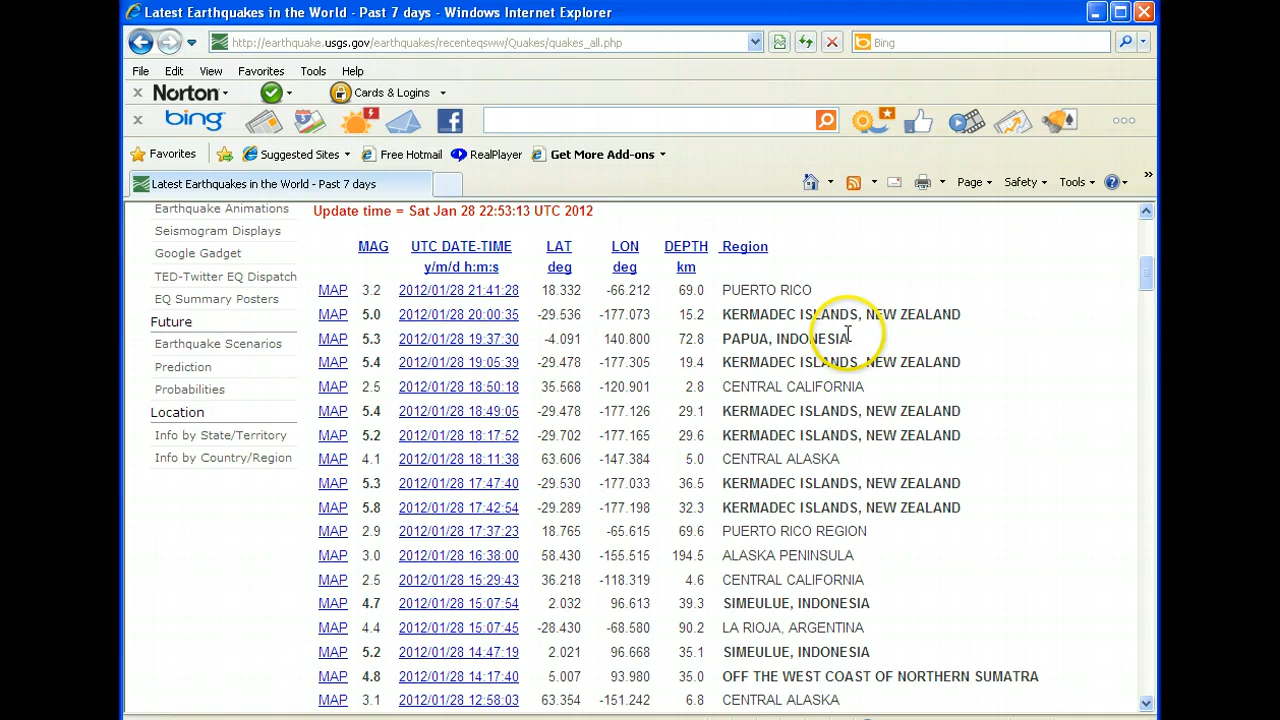 Latest Earthquakes in the World - Past 7 days - Windows Internet Explorer
http://earthquake.usgs.gov/earthquakes/recenteqsww/Quakes/quakes_all.php
Bing
File Edit View Favorites Tools Help
x Norton Cards & Logins
x bing
Favorites Suggested Sites Free Hotmail RealPlayer Get More Add-ons
Latest Earthquakes in the World - Past 7 days Page Safety Tools
Earthquake Animations
Seismogram Displays
Google Gadget
TED-Twitter EQ Dispatch
EQ Summary Posters
Future
Earthquake Scenarios
Prediction
Probabilities
Location
Info by State/Territory
Info by Country/Region
Update time = Sat Jan 28 22:53:13 UTC 2012
MAG UTC DATE-TIME LAT LON DEPTH Region
y/m/d h:m:s deg deg km
MAP 3.2 2012/01/28 21:41:28 18.332 -66.212 69.0 PUERTO RICO
MAP 5.0 2012/01/28 20:00:35 -29.536 -177.073 15.2 KERMADEC ISLANDS, NEW ZEALAND
MAP 5.3 2012/01/28 19:37:30 -4.091 140.800 72.8 PAPUA, INDONESIA
MAP 5.4 2012/01/28 19:05:39 -29.478 -177.305 19.4 KERMADEC ISLANDS, NEW ZEALAND
MAP 2.5 2012/01/28 18:50:18 35.568 -120.901 2.8 CENTRAL CALIFORNIA
MAP 5.4 2012/01/28 18:49:05 -29.478 -177.126 29.1 KERMADEC ISLANDS, NEW ZEALAND
MAP 5.2 2012/01/28 18:17:52 -29.702 -177.165 29.6 KERMADEC ISLANDS, NEW ZEALAND
MAP 4.1 2012/01/28 18:11:38 63.606 -147.384 5.0 CENTRAL ALASKA
MAP 5.3 2012/01/28 17:47:40 -29.530 -177.033 36.5 KERMADEC ISLANDS, NEW ZEALAND
MAP 5.8 2012/01/28 17:42:54 -29.289 -177.198 32.3 KERMADEC ISLANDS, NEW ZEALAND
MAP 2.9 2012/01/28 17:37:23 18.765 -65.615 69.6 PUERTO RICO REGION
MAP 3.0 2012/01/28 16:38:00 58.430 -155.515 194.5 ALASKA PENINSULA
MAP 2.5 2012/01/28 15:29:43 36.218 -118.319 4.6 CENTRAL CALIFORNIA
MAP 4.7 2012/01/28 15:07:54 2.032 96.613 39.3 SIMEULUE, INDONESIA
MAP 4.4 2012/01/28 15:07:45 -28.430 -68.580 90.2 LA RIOJA, ARGENTINA
MAP 5.2 2012/01/28 14:47:19 2.021 96.668 35.1 SIMEULUE, INDONESIA
MAP 4.8 2012/01/28 14:17:40 5.007 93.980 35.0 OFF THE WEST COAST OF NORTHERN SUMATRA
MAP 3.1 2012/01/28 12:58:03 63.354 -151.242 6.8 CENTRAL ALASKA